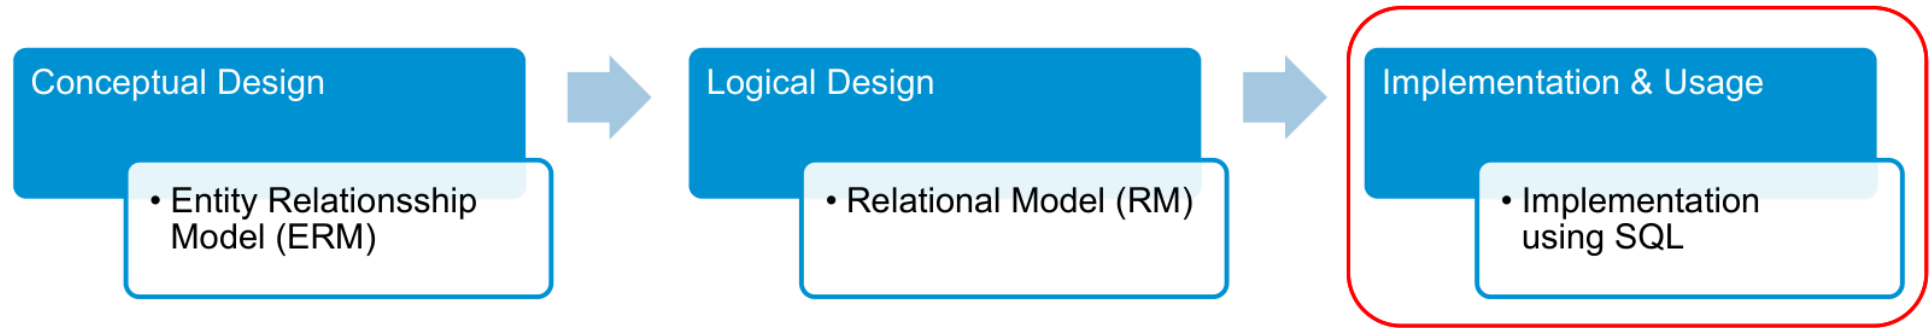 Conceptual Design
• Entity Relationsship
Model (ERM)
Logical Design
• Relational Model (RM)
Implementation & Usage
• Implementation
using SQL